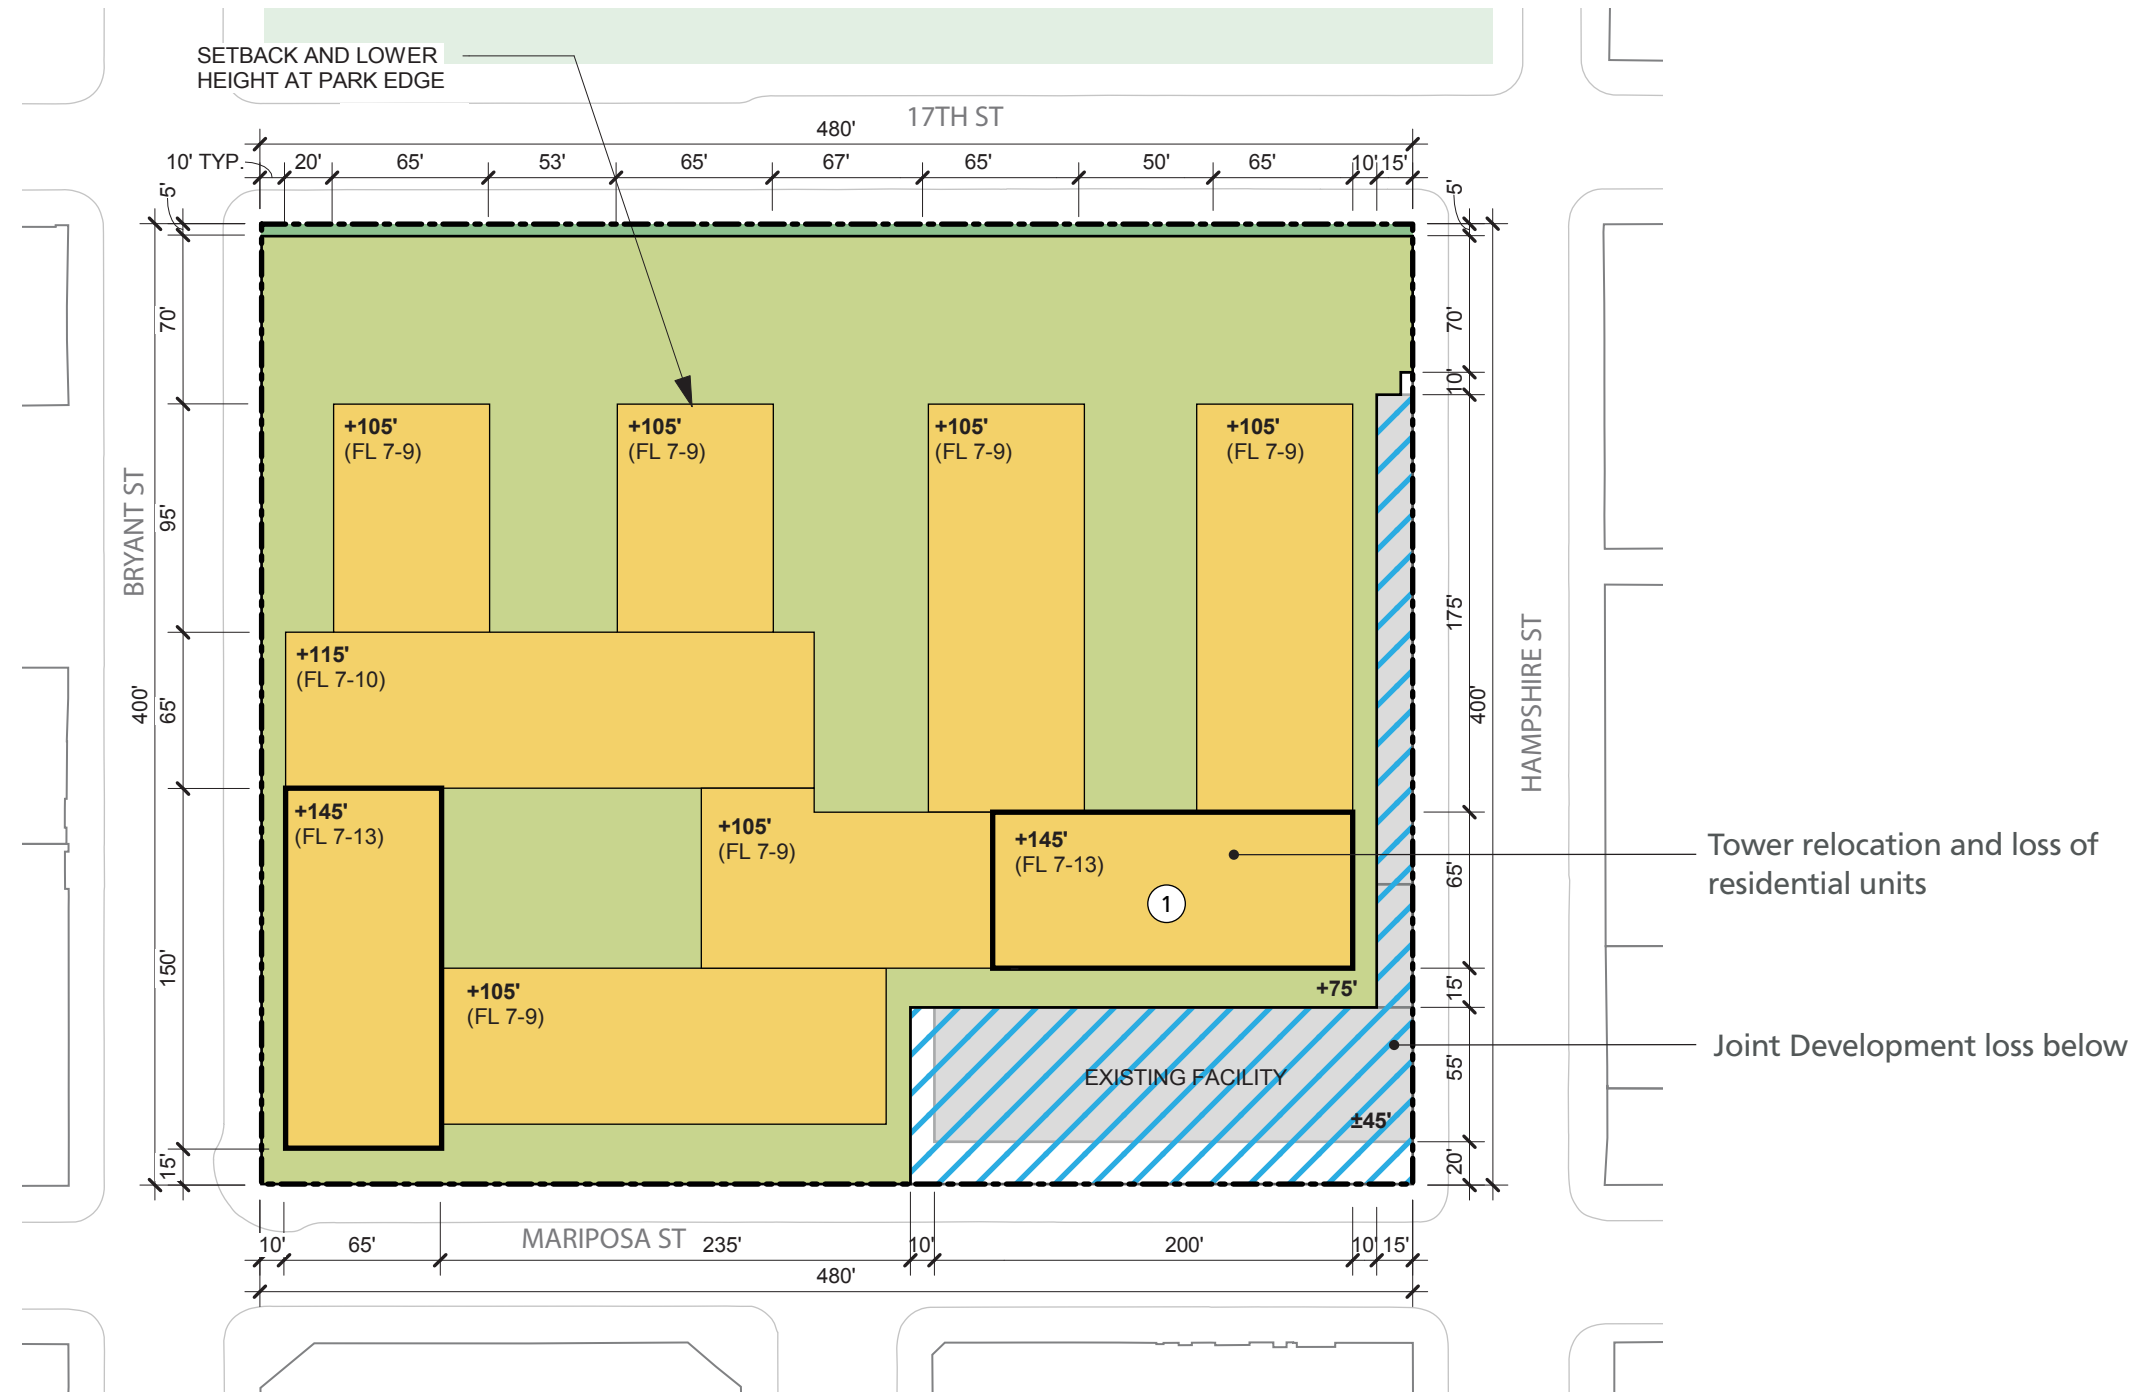 SETBACK AND LOWER
HEIGHT AT PARK EDGE
17TH ST
480'
10' TYP.
20'
65'
53'
65'
67'
65'
50'
65'
10'
15'
5'
5'
70'
70'
10'
+105'
(FL 7-9)
+105'
(FL 7-9)
+105'
(FL 7-9)
+105'
(FL 7-9)
BRYANT ST
95'
175'
HAMPSHIRE ST
+115'
(FL 7-10)
400'
65'
400'
+145'
(FL 7-13)
+105'
(FL 7-9)
+145'
(FL 7-13)
1
65'
Tower relocation and loss of
residential units
150'
+105'
(FL 7-9)
+75'
15'
Joint Development loss below
55'
EXISTING FACILITY
±45'
15'
20'
10'
65'
MARIPOSA ST
235'
10'
200'
10'
15'
480'